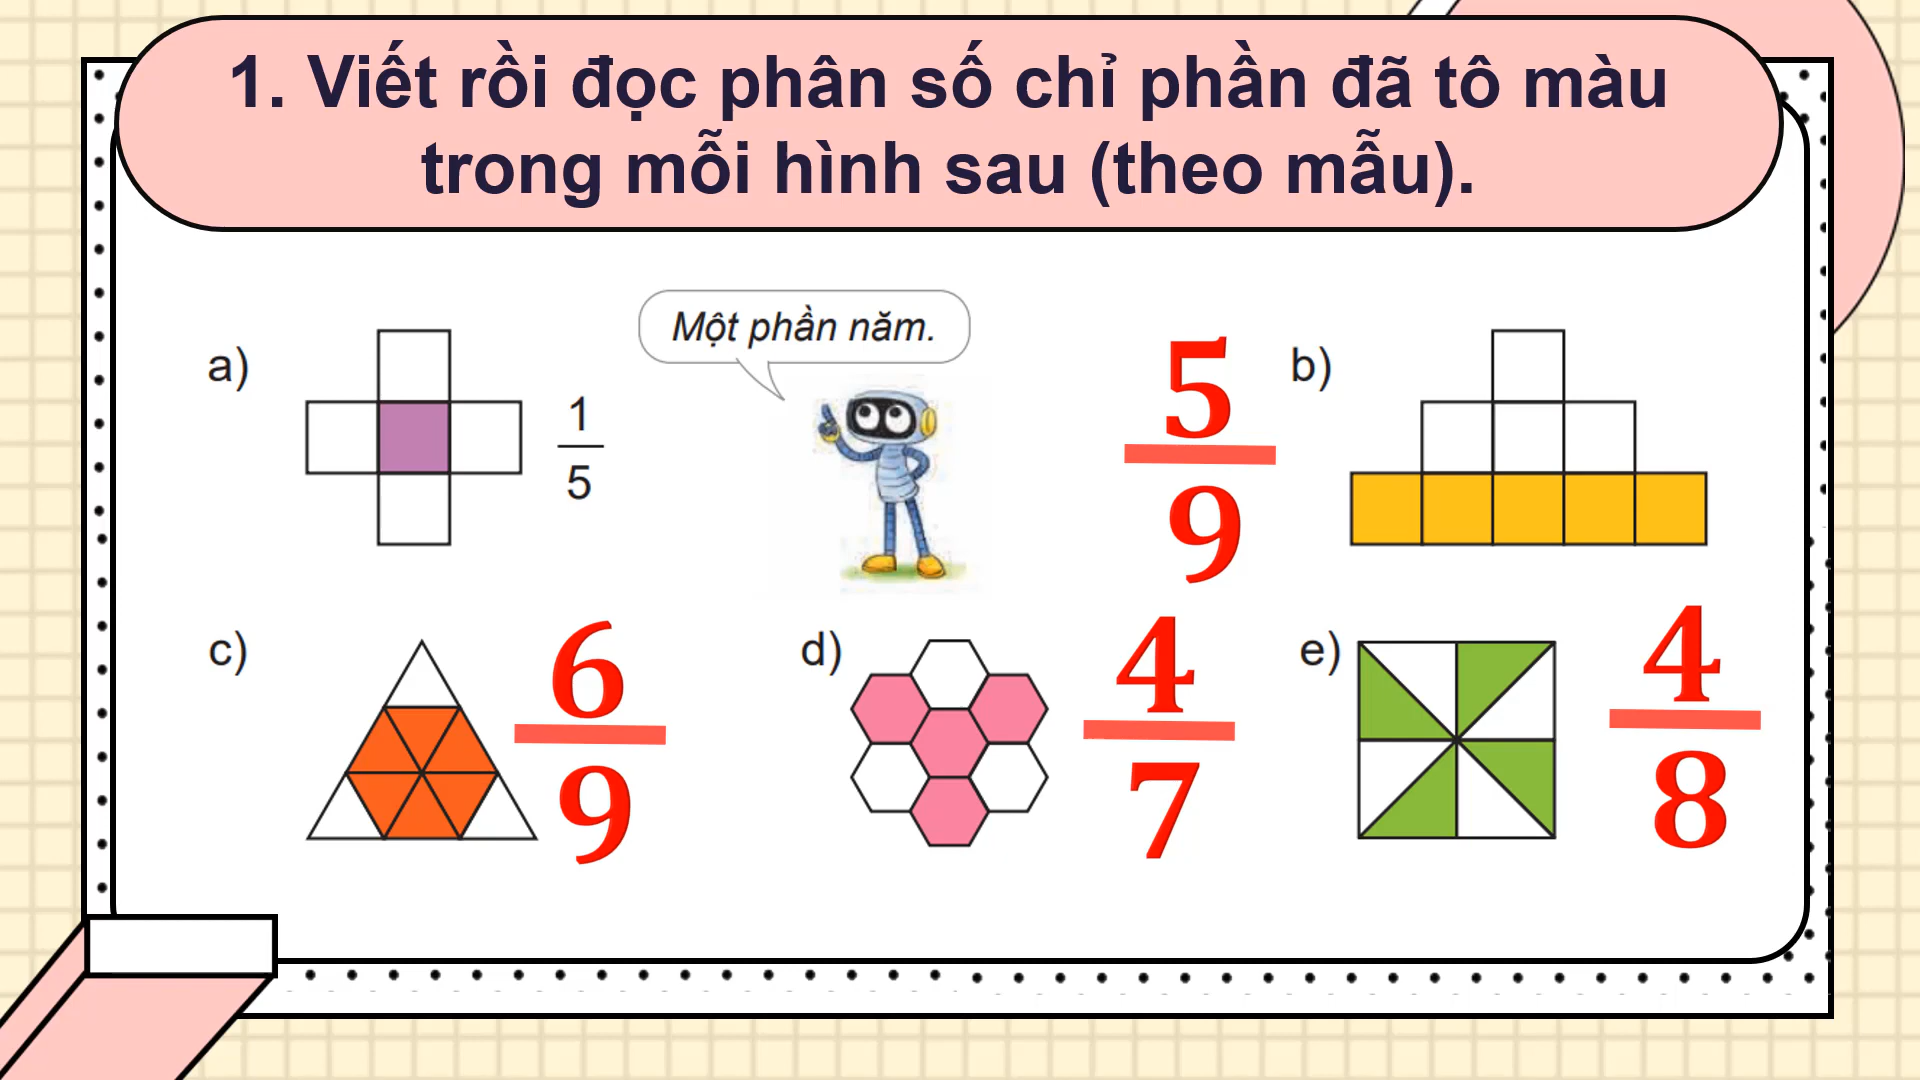 1. Viết rồi đọc phân số chỉ phần đã tô màu
trong mỗi hình sau (theo mẫu).
a)
1
5
Một phần năm.
5
9
b)
c)
6
9
d)
4
7
e)
4
8